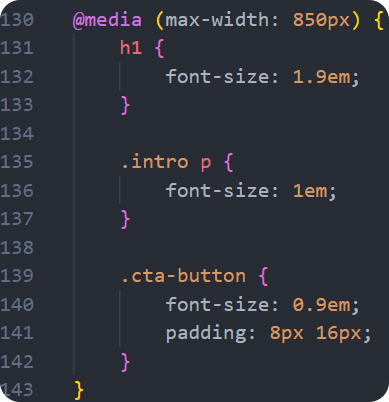 130 @media (max-width: 850px) {
131 h1 {
132 font-size: 1.9em;
133 }
134
135 .intro p {
136 font-size: 1em;
137 }
138
139 .cta-button {
140 font-size: 0.9em;
141 padding: 8px 16px;
142 }
143 }